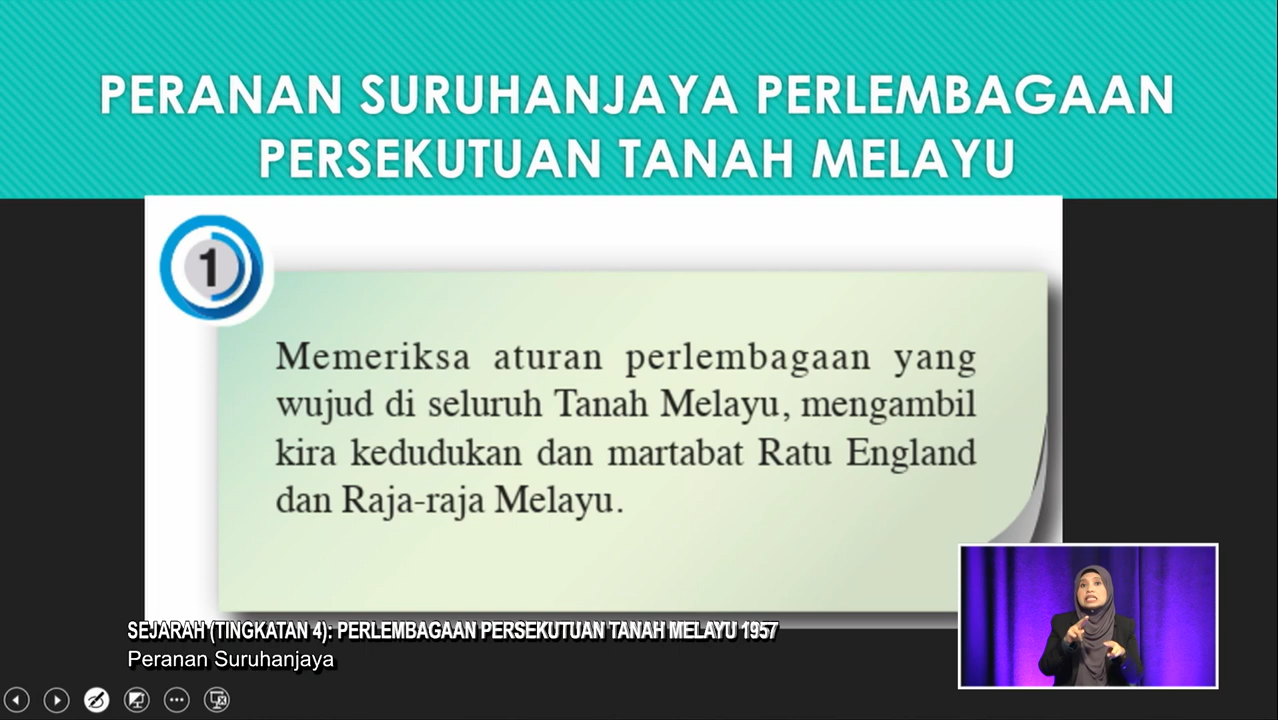 PERANAN SURUHANJAYA PERLEMBAGAAN
PERSEKUTUAN TANAH MELAYU
1
Memeriksa aturan perlembagaan yang
wujud di seluruh Tanah Melayu, mengambil
kira kedudukan dan martabat Ratu England
dan Raja-raja Melayu.
SEJARAH (TINGKATAN 4): PERLEMBAGAAN PERSEKUTUAN TANAH MELAYU 1957
Peranan Suruhanjaya